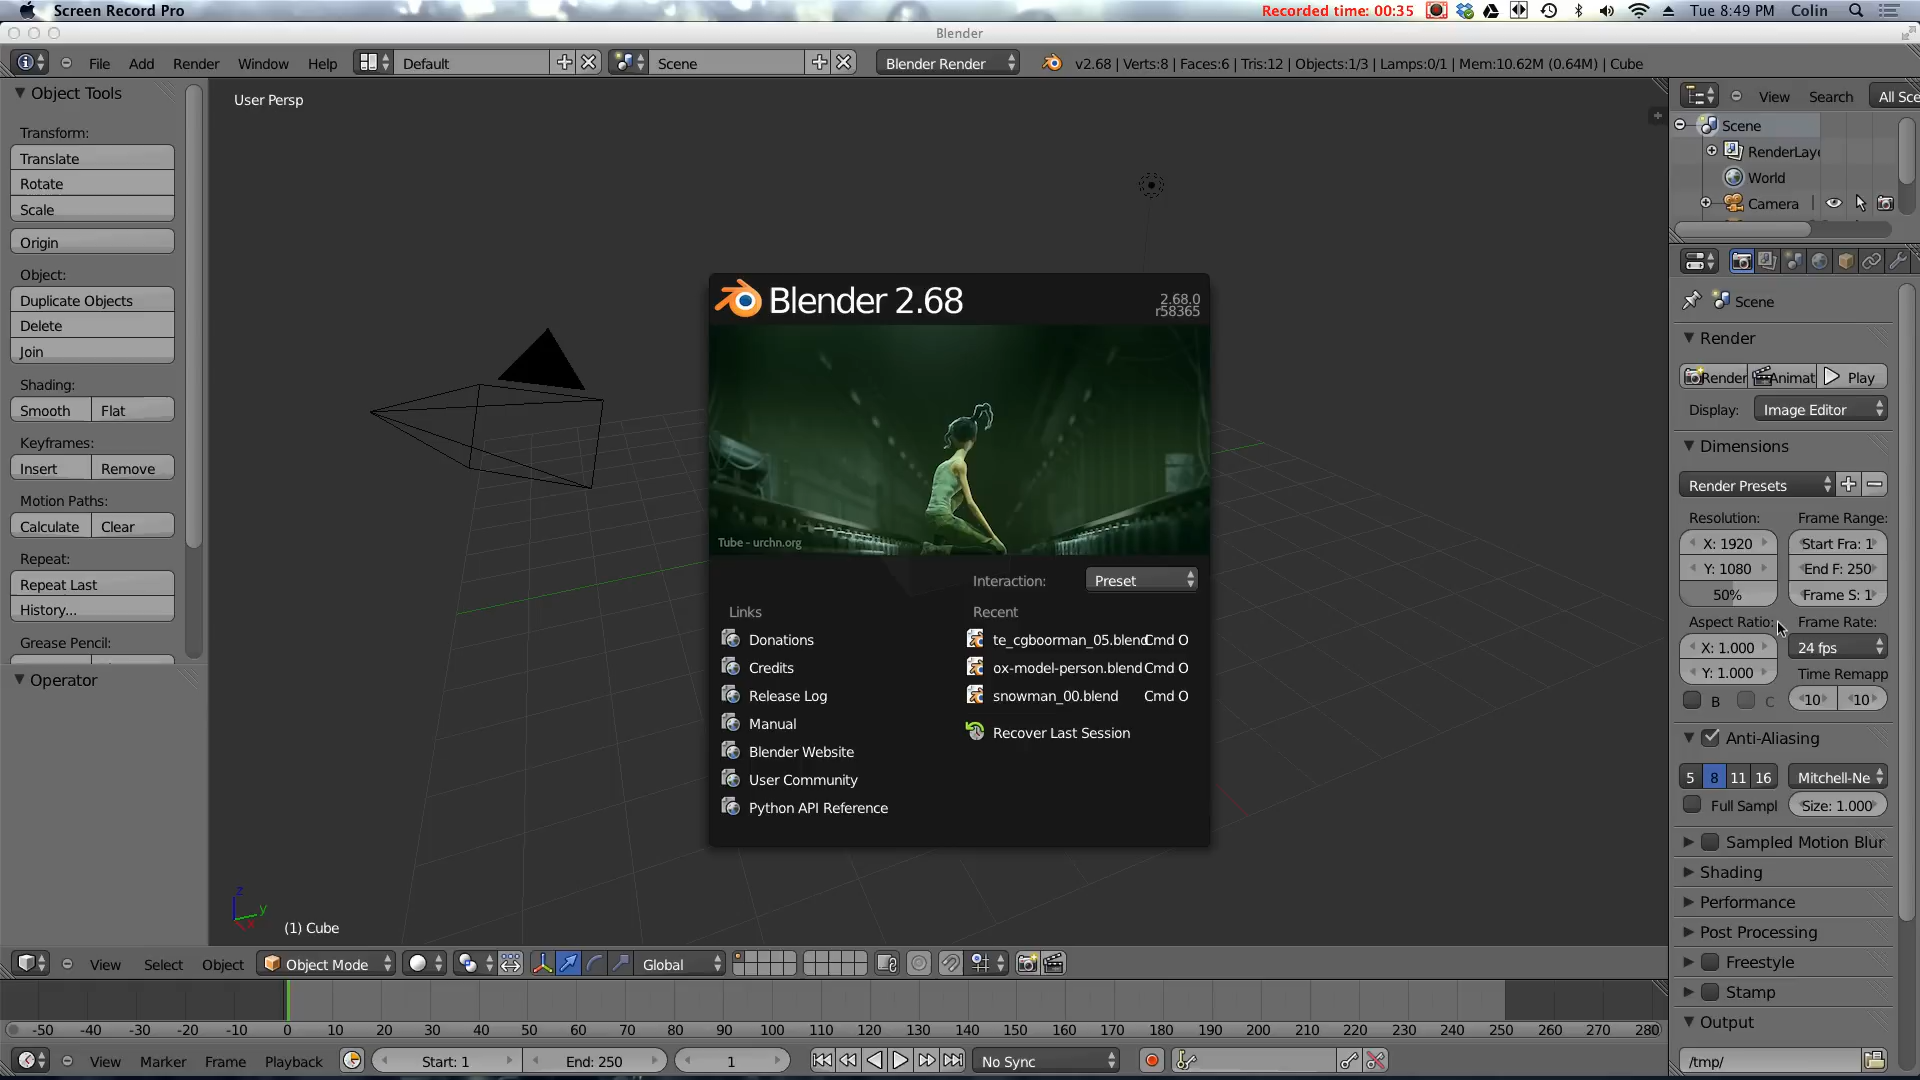 Screen Record Pro
Recorded time: 00:35
Tue 8:49 PM Colin
Blender
File Add Render Window Help
Default
Scene
Blender Render
v2.68 | Verts:8 | Faces:6 | Tris:12 | Objects:1/3 | Lamps:0/1 | Mem:10.62M (0.64M) | Cube
Object Tools
Transform:
Translate
Rotate
Scale
Origin
Object:
Duplicate Objects
Delete
Join
Shading:
Smooth Flat
Keyframes:
Insert Remove
Motion Paths:
Calculate Clear
Repeat:
Repeat Last
History...
Grease Pencil:
Operator
User Persp
Blender 2.68
2.68.0
r58365
Tube - urchn.org
Interaction: Preset
Links
Donations
Credits
Release Log
Manual
Blender Website
User Community
Python API Reference
Recent
te_cgboorman_05.blend Cmd O
ox-model-person.blend Cmd O
snowman_00.blend Cmd O
Recover Last Session
z
y
x
(1) Cube
View Search All Sce
Scene
RenderLaye
World
Camera
Scene
Render
Render Animat Play
Display: Image Editor
Dimensions
Render Presets
Resolution: Frame Range:
X: 1920 Start Fra: 1
Y: 1080 End F: 250
50% Frame S: 1
Aspect Ratio: Frame Rate:
X: 1.000 24 fps
Y: 1.000 Time Remapp
B C 10 10
Anti-Aliasing
5 8 11 16 Mitchell-Ne
Full Sampl Size: 1.000
Sampled Motion Blur
Shading
Performance
Post Processing
Freestyle
Stamp
Output
/tmp/
View Select Object Object Mode Global
-50 -40 -30 -20 -10 0 10 20 30 40 50 60 70 80 90 100 110 120 130 140 150 160 170 180 190 200 210 220 230 240 250 260 270 280
View Marker Frame Playback Start: 1 End: 250 1 No Sync